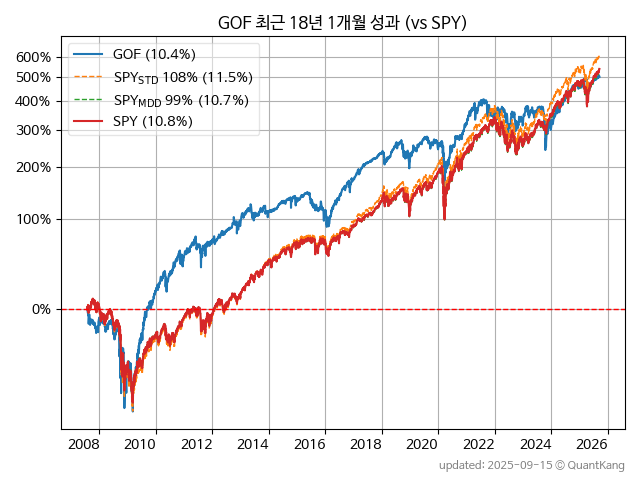 GOF 최근 18년 1개월 성과 (vs SPY)
600%
500%
400%
300%
200%
100%
0%
GOF (10.4%)
SPY_STD 108% (11.5%)
SPY_MDD 99% (10.7%)
SPY (10.8%)
2008 2010 2012 2014 2016 2018 2020 2022 2024 2026
updated: 2025-09-15 © QuantKang